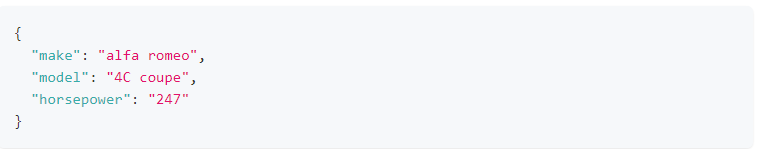 {
  "make": "alfa romeo",
  "model": "4C coupe",
  "horsepower": "247"
}